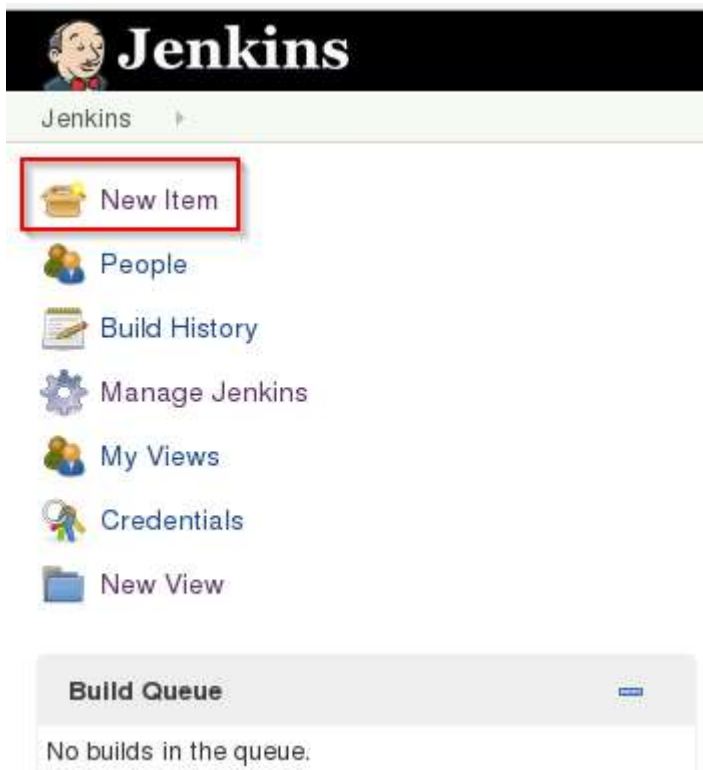 Jenkins
Jenkins
New Item
People
Build History
Manage Jenkins
My Views
Credentials
New View
Build Queue
No builds in the queue.